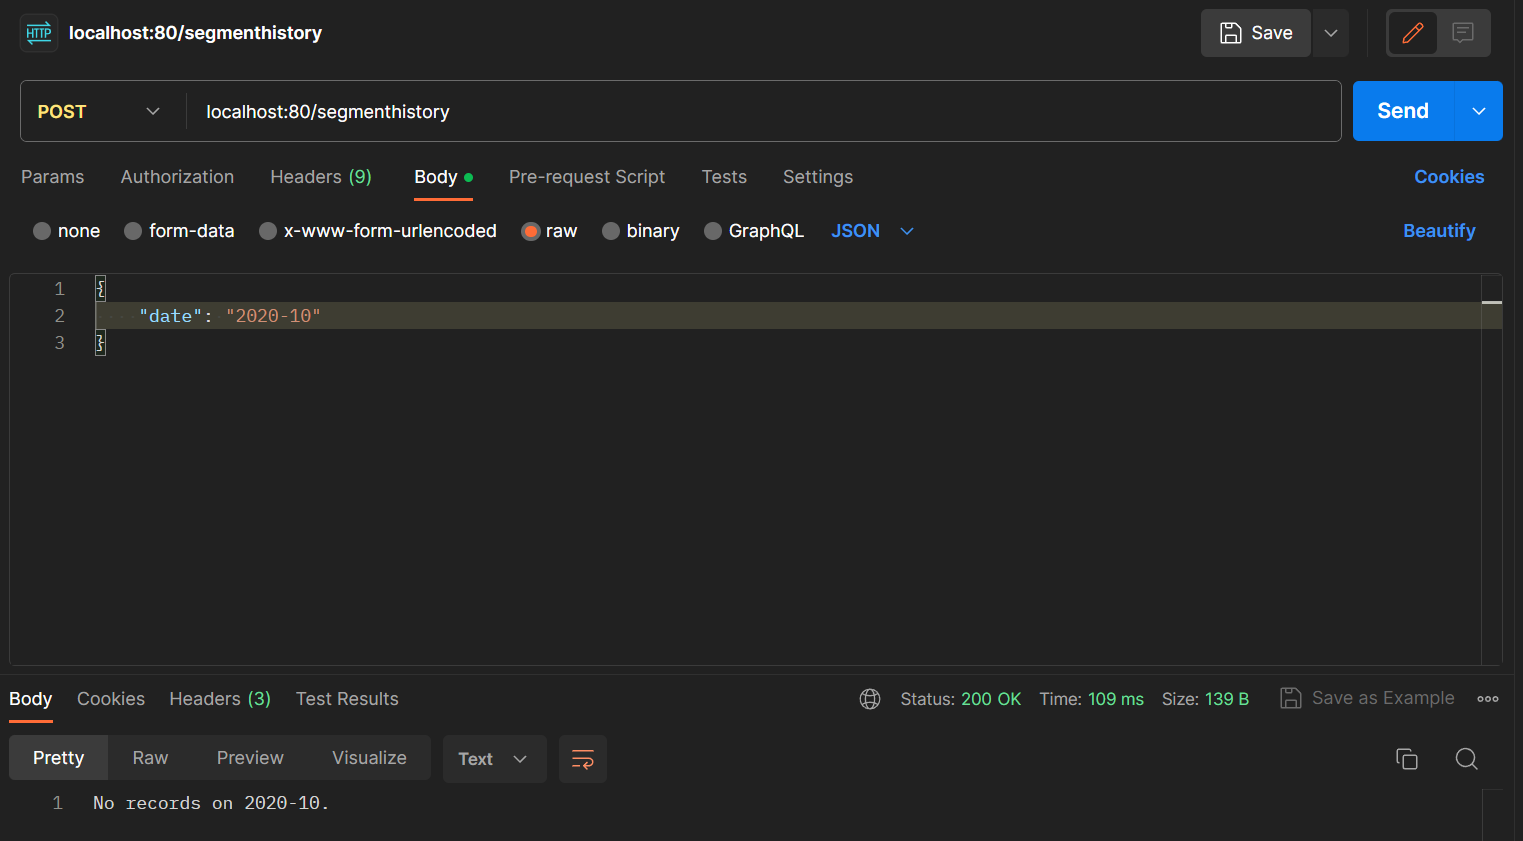 HTTP localhost:80/segmenthistory Save
POST localhost:80/segmenthistory Send
Params Authorization Headers (9) Body Pre-request Script Tests Settings Cookies
none form-data x-www-form-urlencoded raw binary GraphQL JSON Beautify
1 {
2 "date": "2020-10"
3 }
Body Cookies Headers (3) Test Results Status: 200 OK Time: 109 ms Size: 139 B Save as Example
Pretty Raw Preview Visualize Text
1 No records on 2020-10.